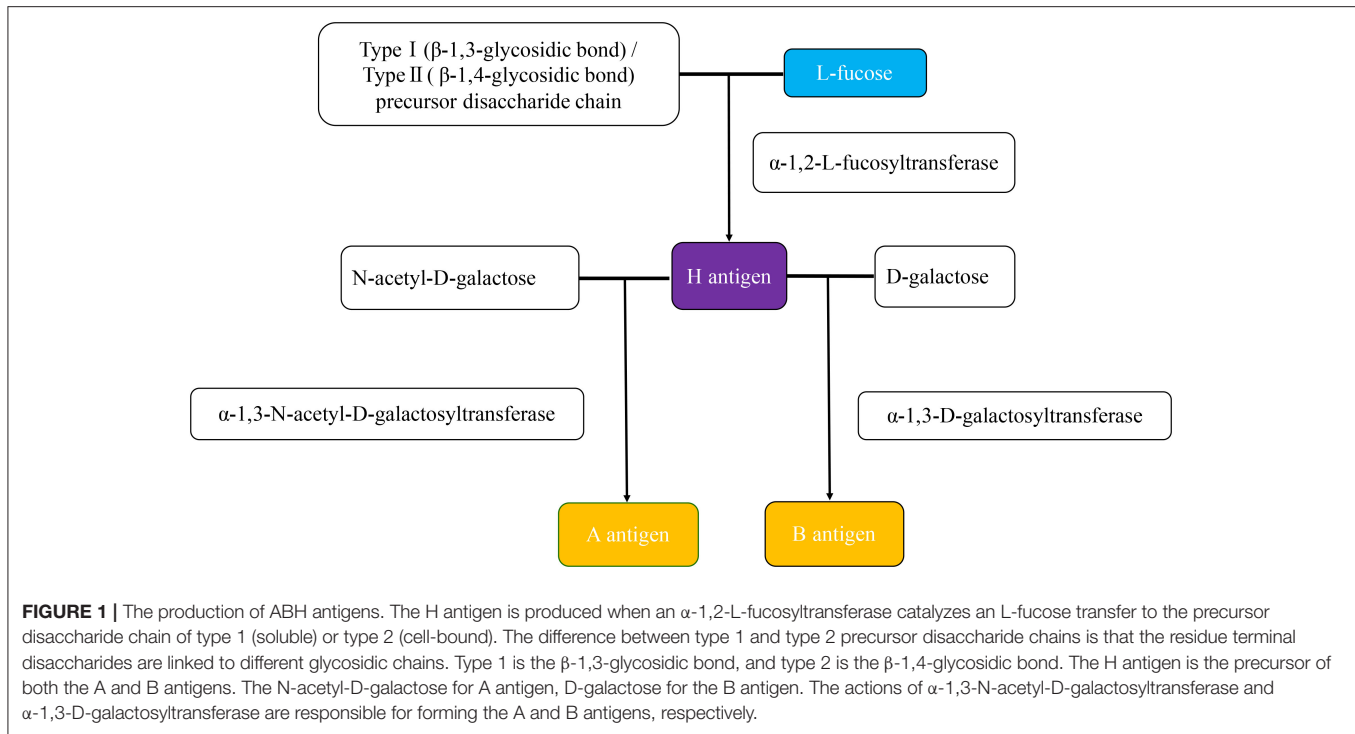 Type Ⅰ (β-1,3-glycosidic bond) /
Type Ⅱ ( β-1,4-glycosidic bond)
precursor disaccharide chain
L-fucose
α-1,2-L-fucosyltransferase
N-acetyl-D-galactose
H antigen
D-galactose
α-1,3-N-acetyl-D-galactosyltransferase
α-1,3-D-galactosyltransferase
A antigen
B antigen
FIGURE 1 | The production of ABH antigens. The H antigen is produced when an α-1,2-L-fucosyltransferase catalyzes an L-fucose transfer to the precursor
disaccharide chain of type 1 (soluble) or type 2 (cell-bound). The difference between type 1 and type 2 precursor disaccharide chains is that the residue terminal
disaccharides are linked to different glycosidic chains. Type 1 is the β-1,3-glycosidic bond, and type 2 is the β-1,4-glycosidic bond. The H antigen is the precursor of
both the A and B antigens. The N-acetyl-D-galactose for A antigen, D-galactose for the B antigen. The actions of α-1,3-N-acetyl-D-galactosyltransferase and
α-1,3-D-galactosyltransferase are responsible for forming the A and B antigens, respectively.